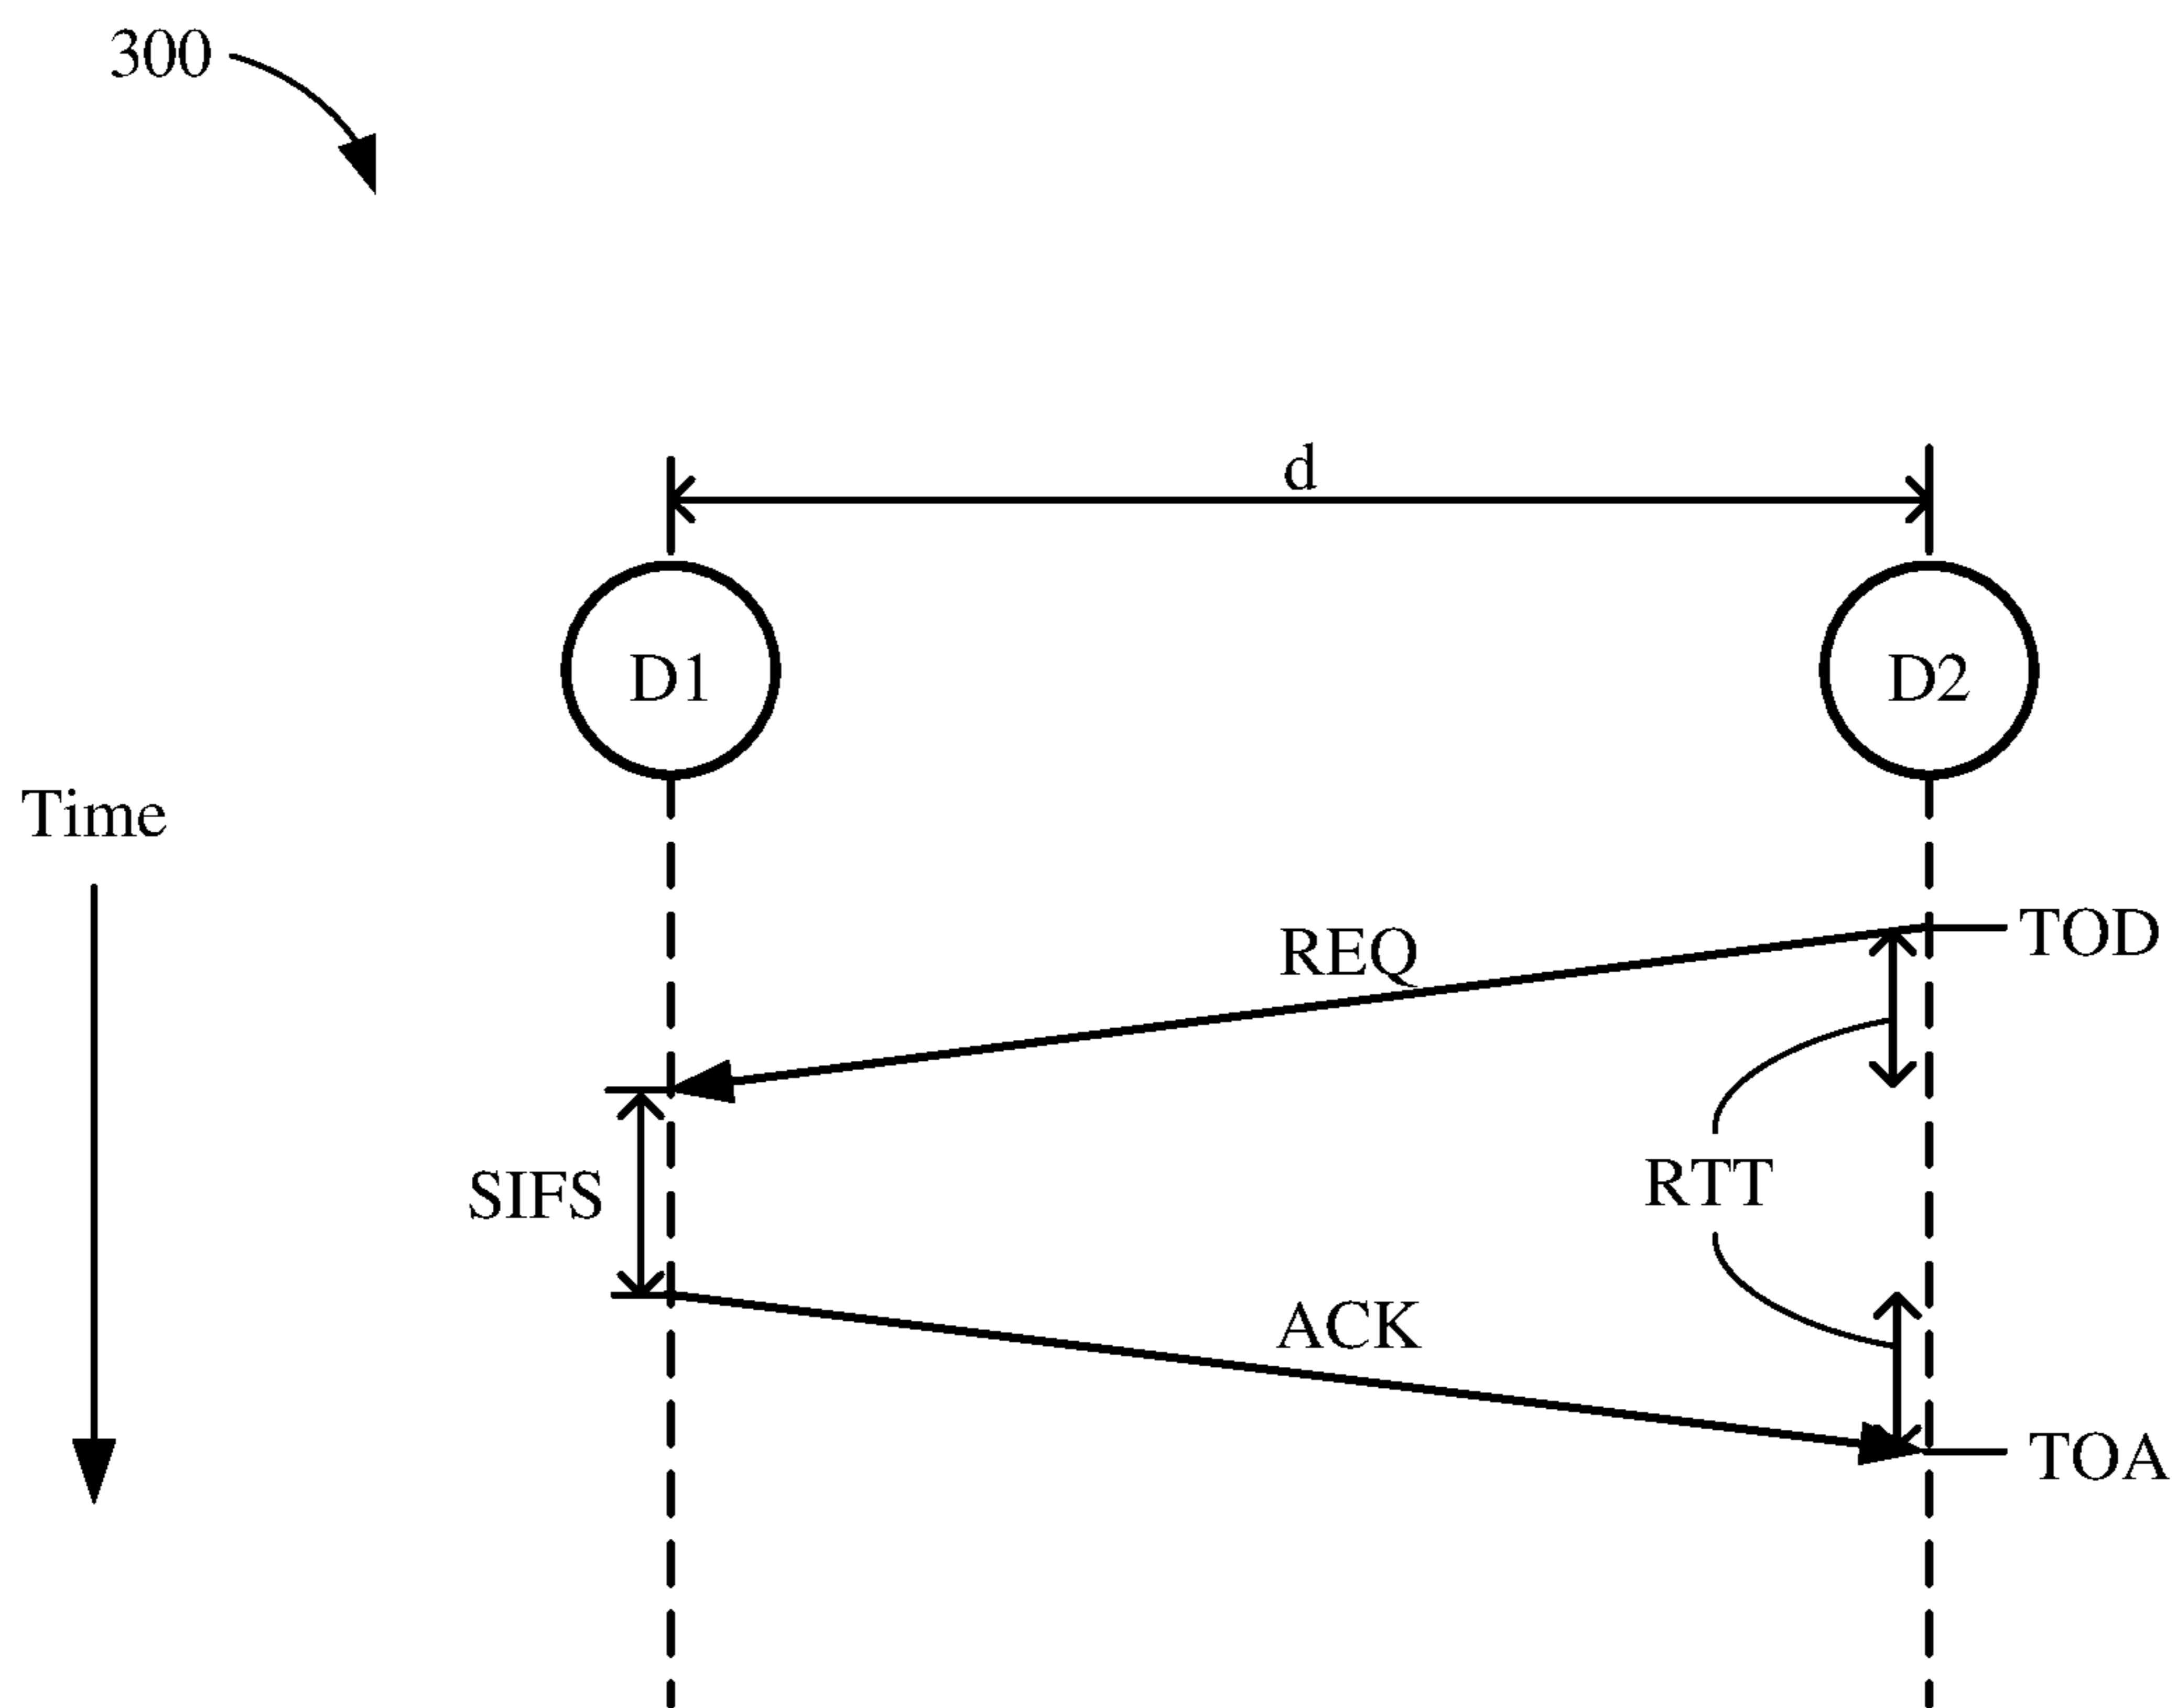 300
d
D1
D2
Time
TOD
REQ
RTT
SIFS
ACK
TOA